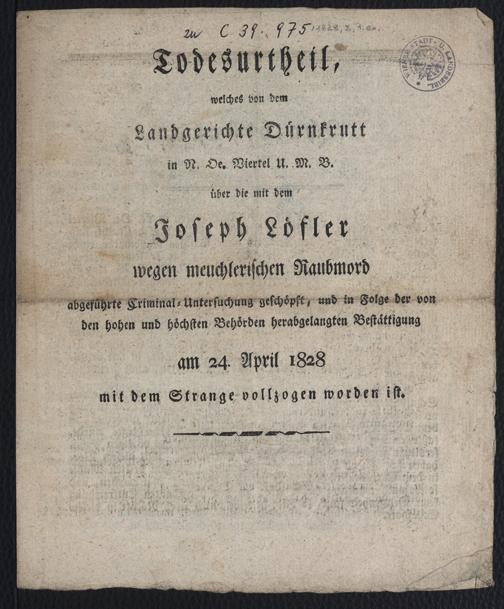 zu C 39.975
Todesurtheil,
welches von dem
Landgerichte Dürnkrutt
in N. Oe. Viertel U. M. B.
über die mit dem
Joseph Löfler
wegen meuchlerischen Raubmord
abgeführte Criminal-Untersuchung geschöpft, und in Folge der von
den hohen und höchsten Behörden herabgelangten Bestättigung
am 24. April 1828
mit dem Strange vollzogen worden ist.